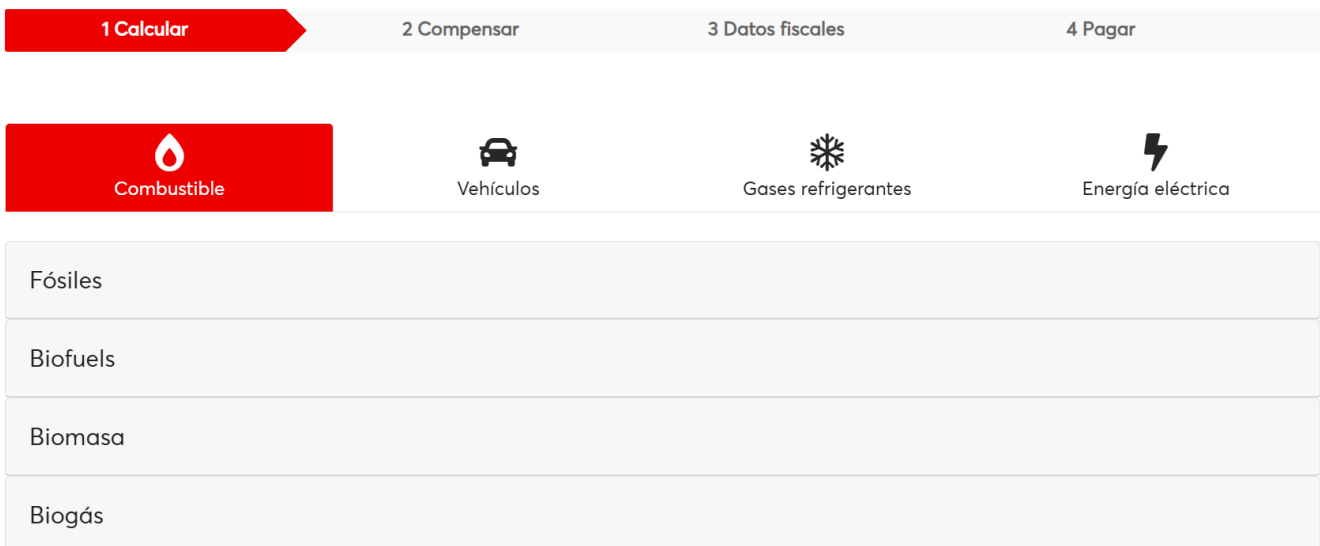 1 Calcular
2 Compensar
3 Datos fiscales
4 Pagar
Combustible
Vehículos
Gases refrigerantes
Energía eléctrica
Fósiles
Biofuels
Biomasa
Biogás